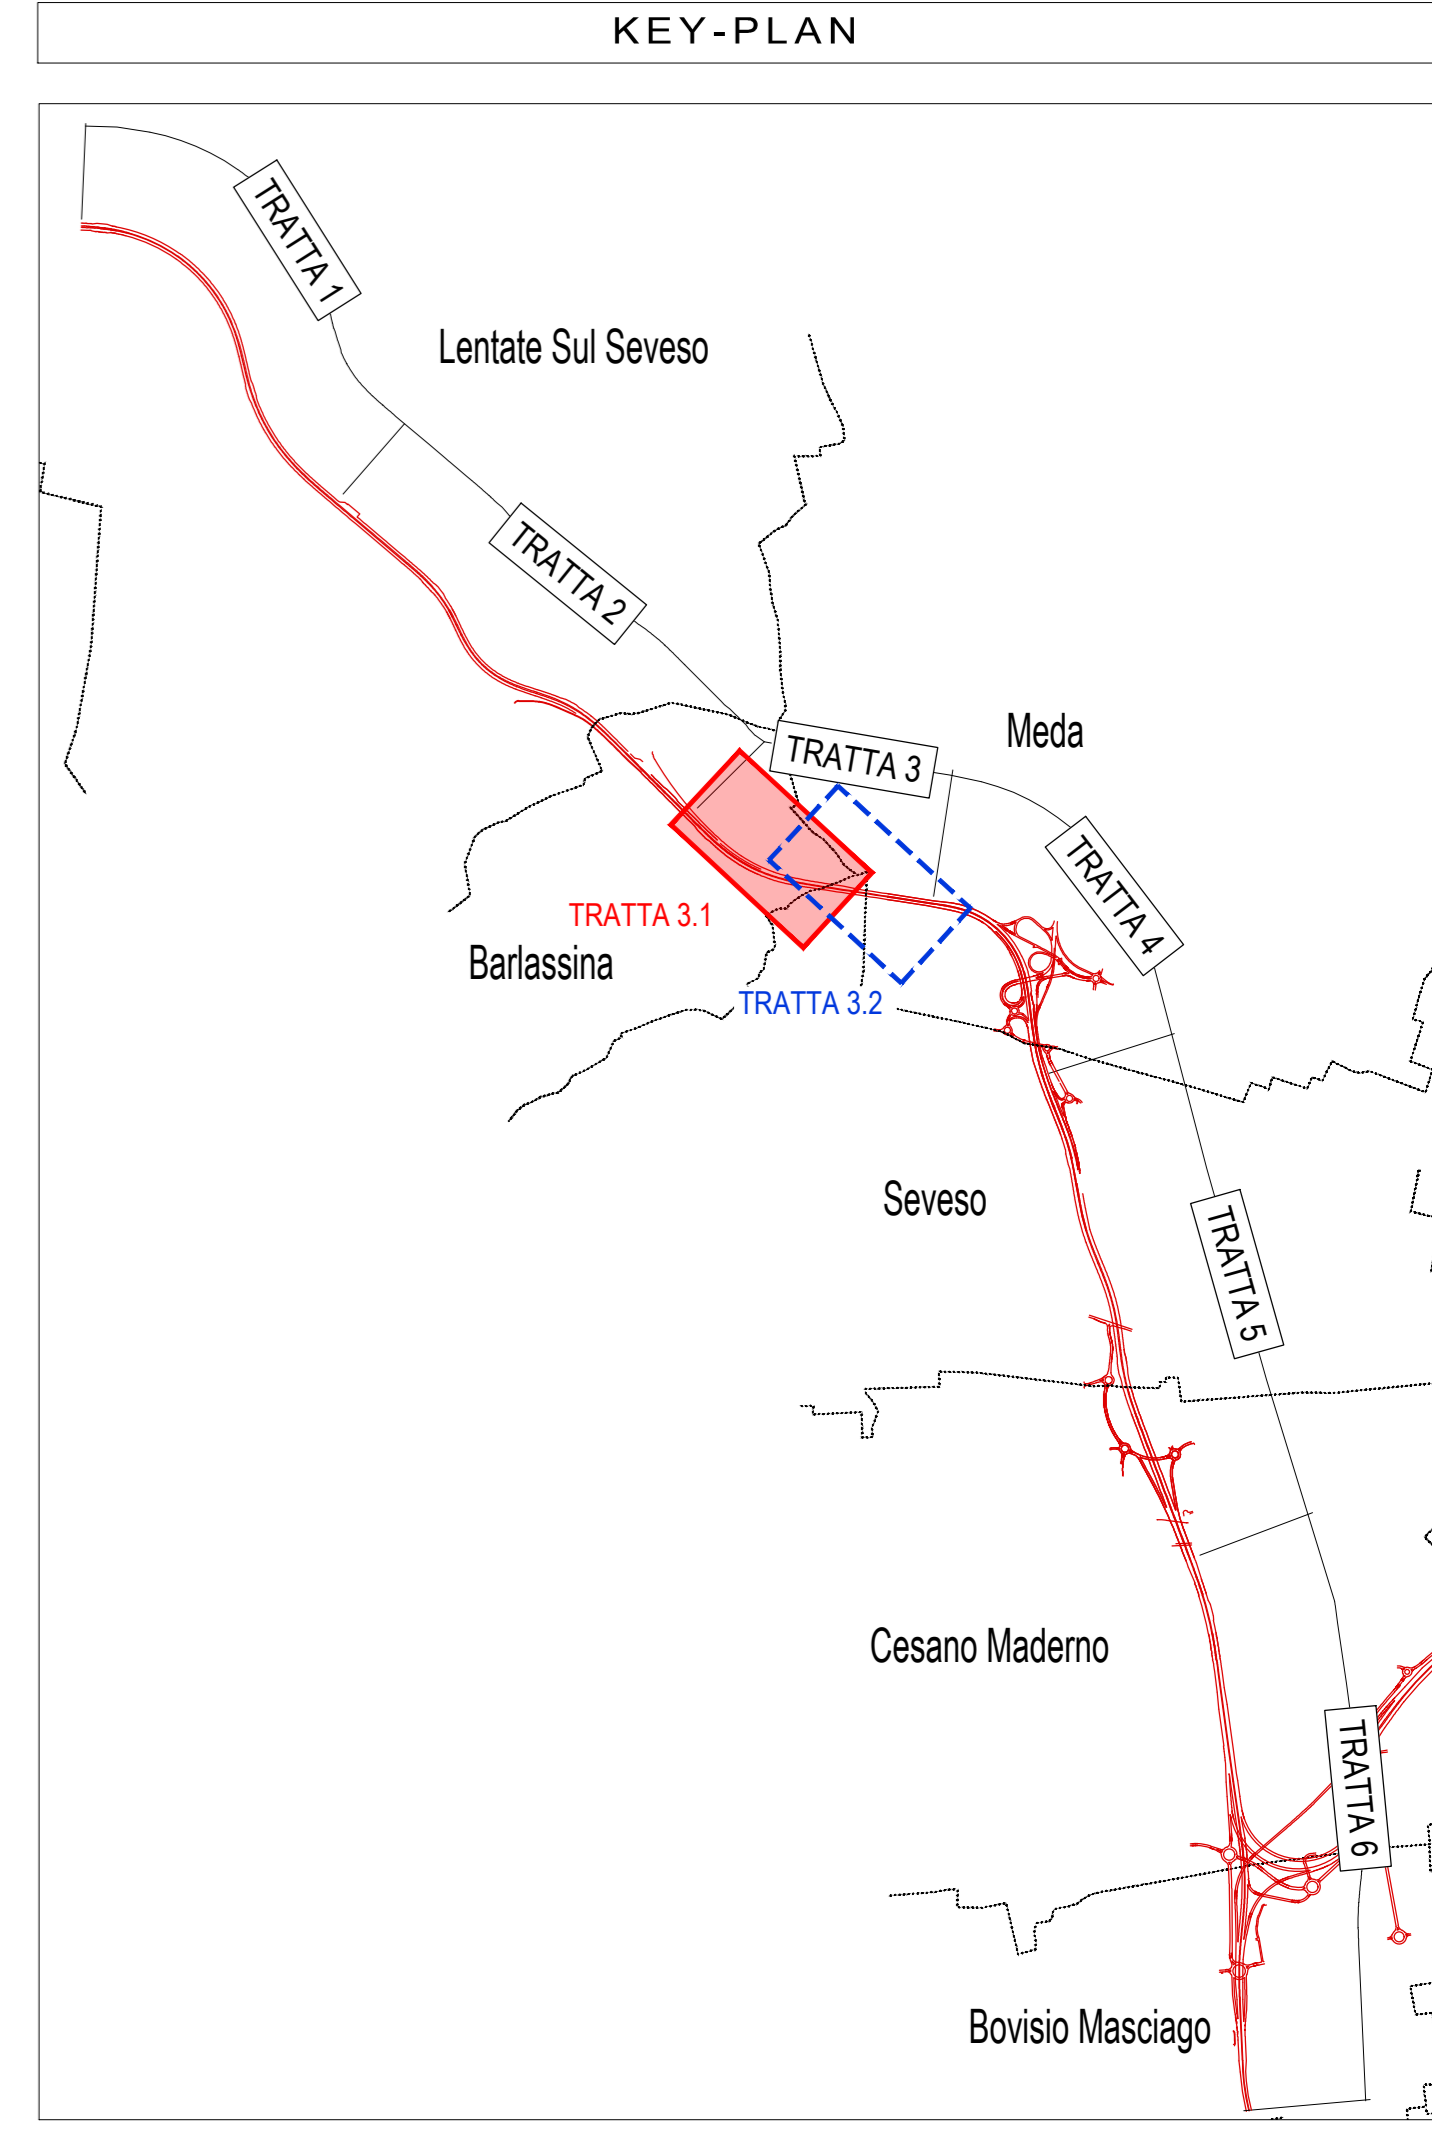 KEY-PLAN
TRATTA 1
Lentate Sul Seveso
TRATTA 2
Meda
TRATTA 3
TRATTA 4
TRATTA 3.1
Barlassina
TRATTA 3.2
Seveso
TRATTA 5
Cesano Maderno
TRATTA 6
Bovisio Masciago